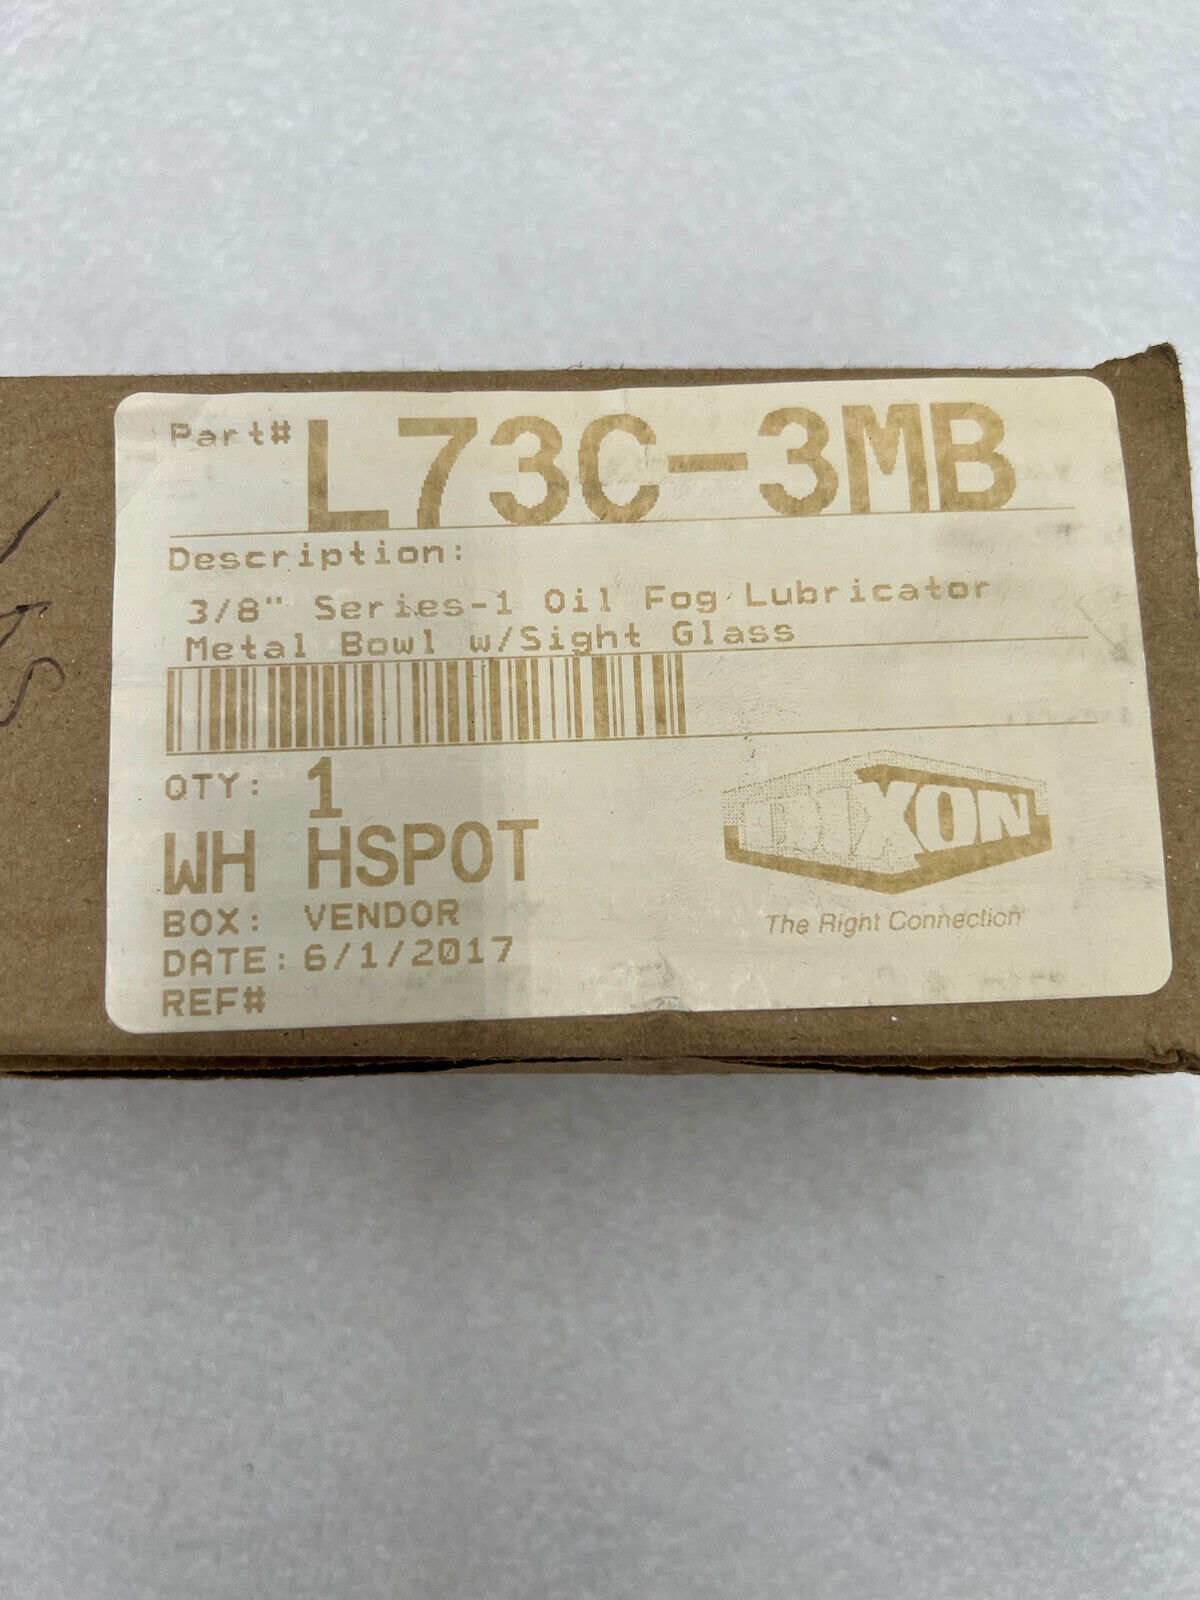 Part# L73C-3MB
Description:
3/8" Series-1 Oil Fog Lubricator
Metal Bowl w/Sight Glass
QTY: 1
WH HSPOT
BOX: VENDOR
DATE: 6/1/2017
REF#
DIXON
The Right Connection